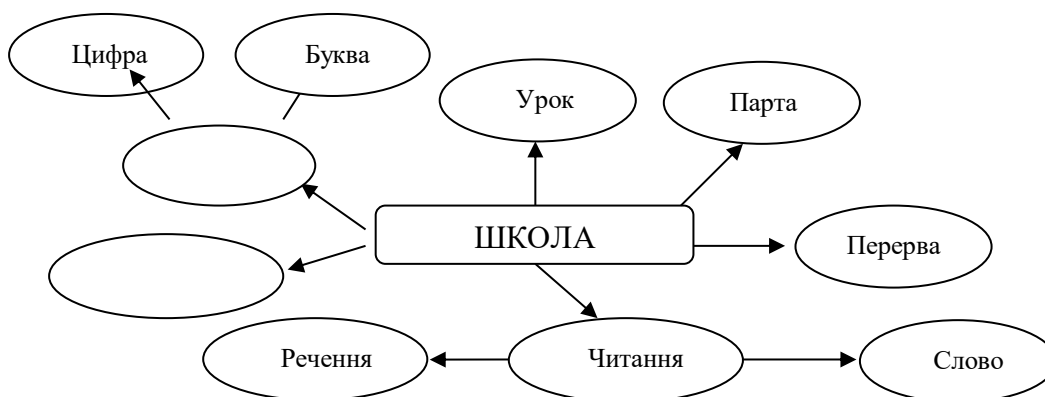 Цифра
Буква
Урок
Парта
ШКОЛА
Перерва
Речення
Читання
Слово